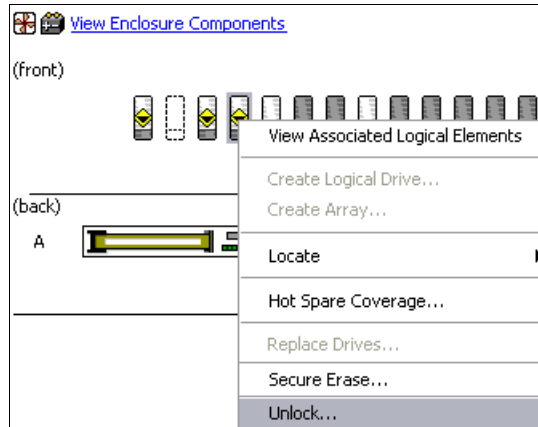 View Enclosure Components
(front)
View Associated Logical Elements
Create Logical Drive...
Create Array...
(back)
A
Locate
Hot Spare Coverage...
Replace Drives...
Secure Erase...
Unlock...